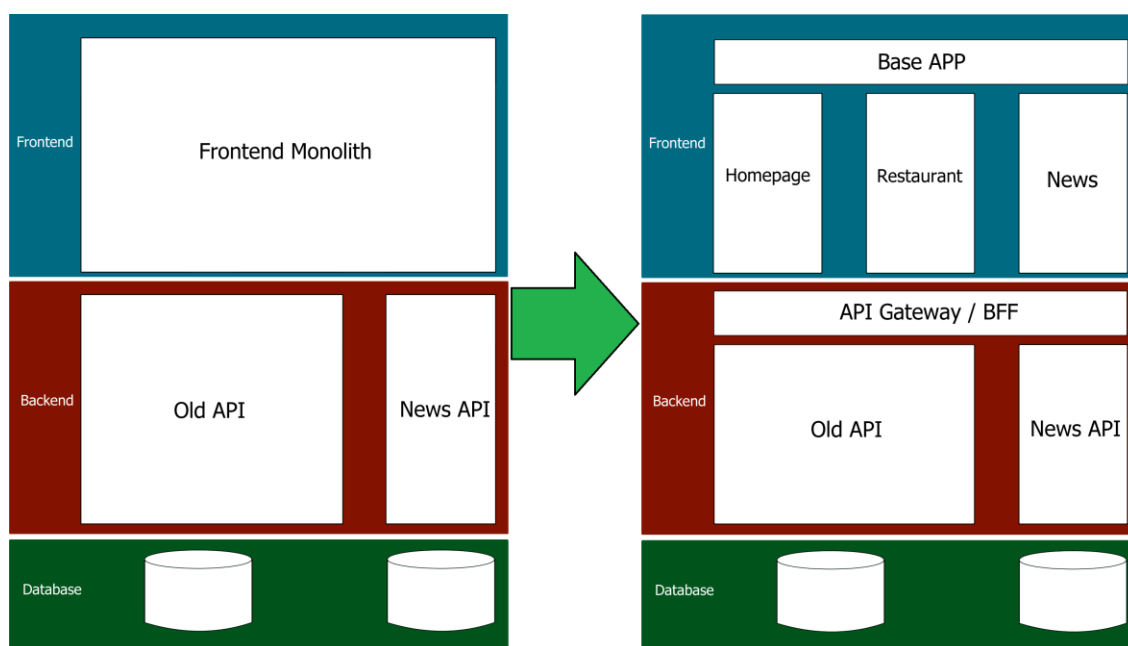 Frontend
Frontend Monolith
Backend
Old API
News API
Database
Base APP
Frontend
Homepage
Restaurant
News
API Gateway / BFF
Backend
Old API
News API
Database